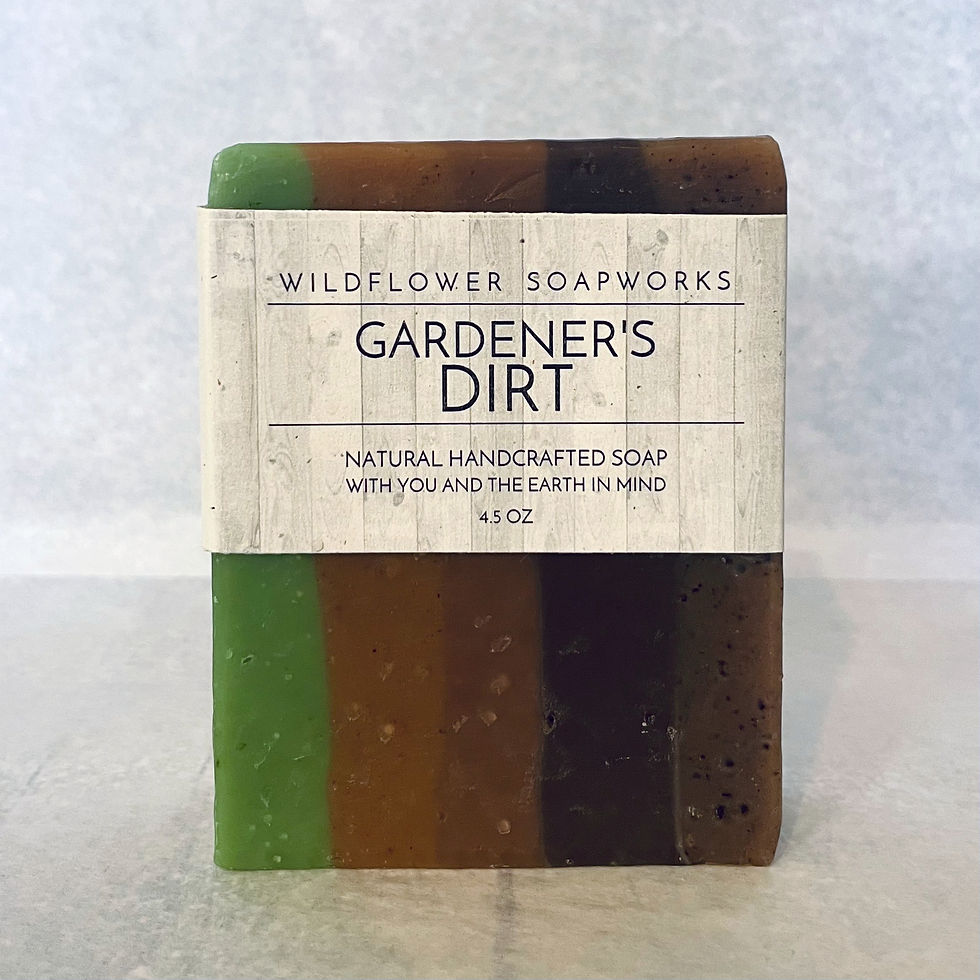 WILDFLOWER SOAPWORKS
GARDENER'S
DIRT
NATURAL HANDCRAFTED SOAP
WITH YOU AND THE EARTH IN MIND
4.5 OZ